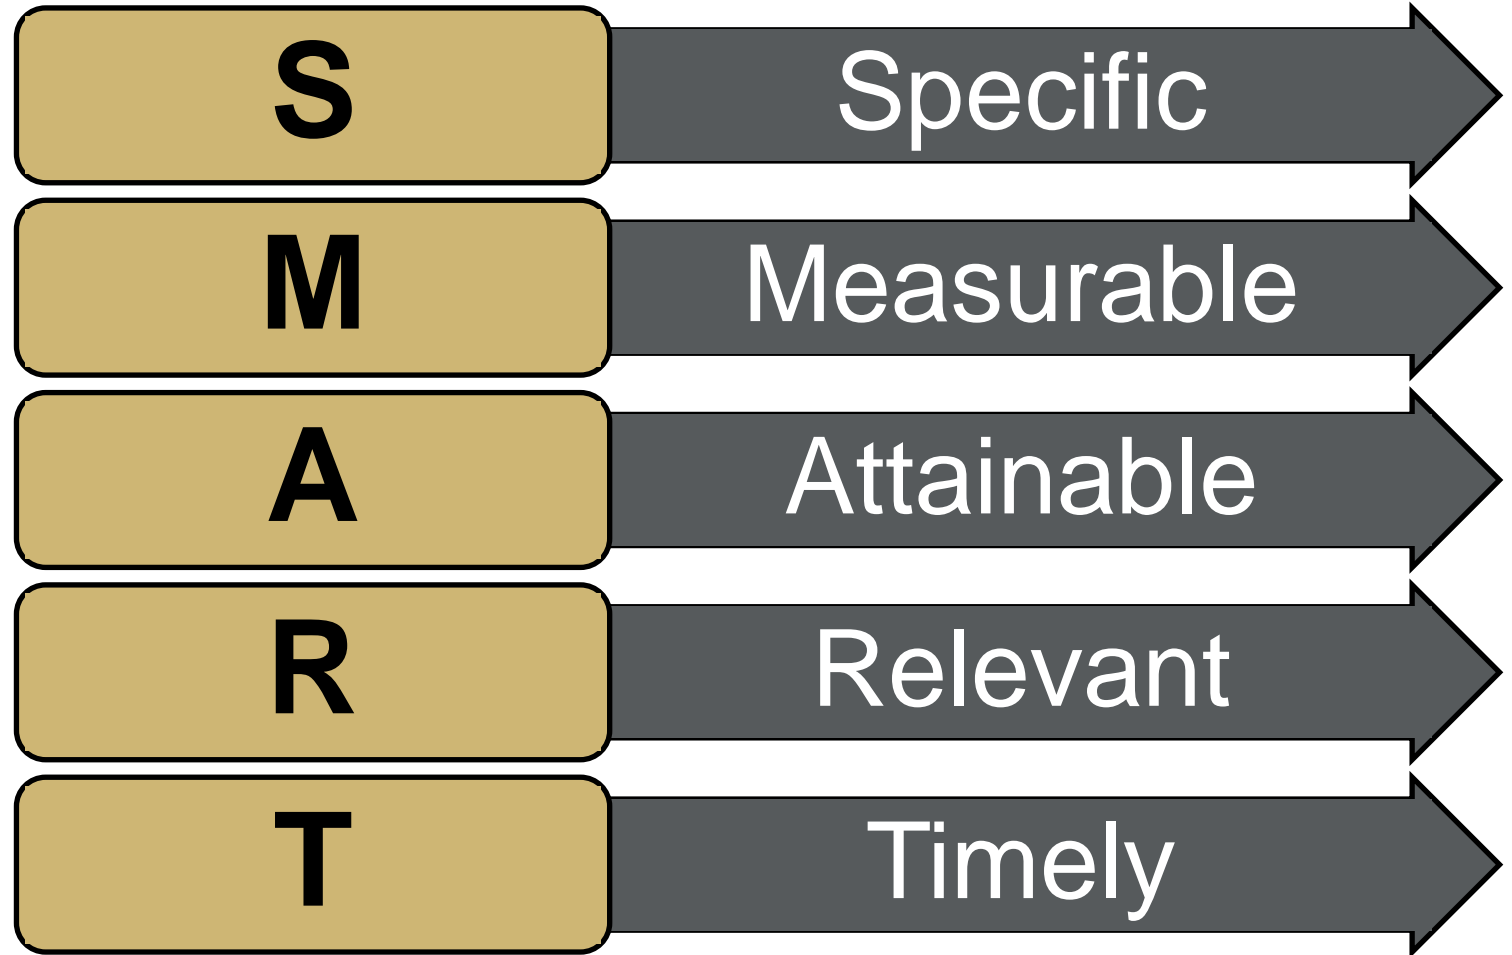 S Specific
M Measurable
A Attainable
R Relevant
T Timely